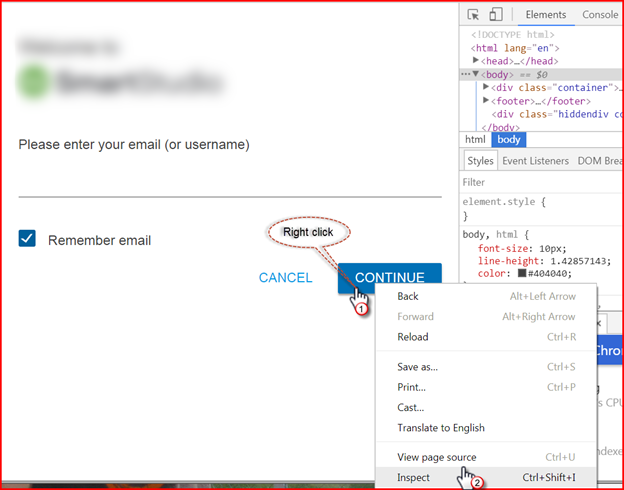 Welcome to
SmartStudio
Please enter your email (or username)
Remember email
Right click
CANCEL
CONTINUE
1
Back Alt+Left Arrow
Forward Alt+Right Arrow
Reload Ctrl+R
Save as... Ctrl+S
Print... Ctrl+P
Cast...
Translate to English
View page source Ctrl+U
Inspect Ctrl+Shift+I
2
Elements Console
<!DOCTYPE html>
<html lang="en">
<head>…</head>
<body> == $0
<div class="container">…
<footer>…</footer>
<div class="hiddendiv co
</body>
html body
Styles Event Listeners DOM Brea
Filter
element.style {
}
body, html {
font-size: 10px;
line-height: 1.42857143;
color: #404040;
x
Chro
s CPU
ndexe